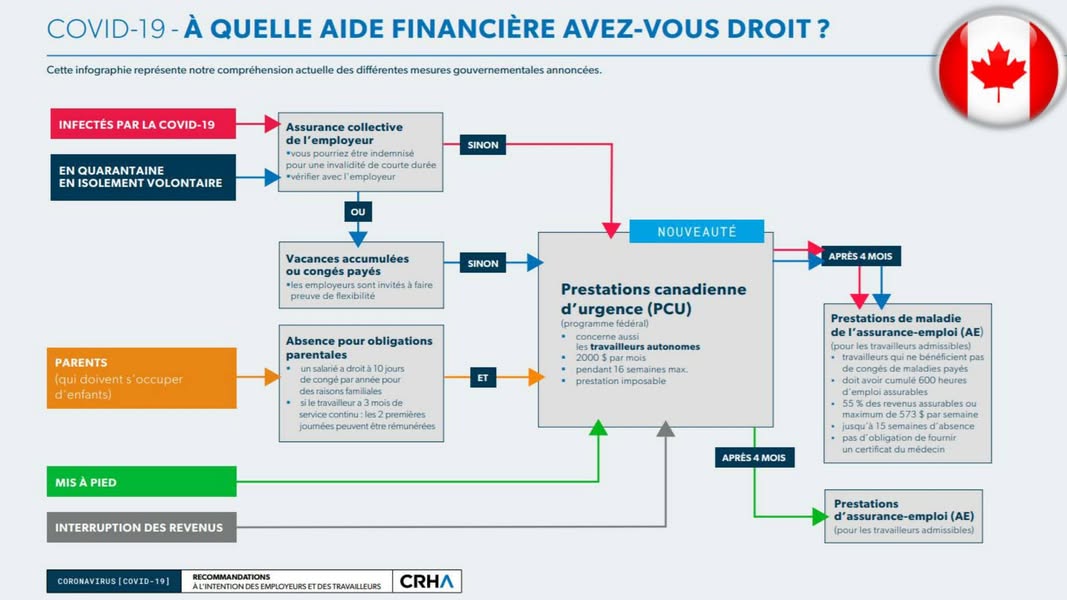 COVID-19 - À QUELLE AIDE FINANCIÈRE AVEZ-VOUS DROIT ?
Cette infographie représente notre compréhension actuelle des différentes mesures gouvernementales annoncées.
INFECTÉS PAR LA COVID-19
EN QUARANTAINE
EN ISOLEMENT VOLONTAIRE
Assurance collective
de l'employeur
•vous pourriez être indemnisé
pour une invalidité de courte durée
•vérifier avec l'employeur
SINON
OU
Vacances accumulées
ou congés payés
•les employeurs sont invités à faire
preuve de flexibilité
SINON
PARENTS
(qui doivent s'occuper
d'enfants)
Absence pour obligations
parentales
• un salarié a droit à 10 jours
de congé par année pour
des raisons familiales
• si le travailleur a 3 mois de
service continu : les 2 premières
journées peuvent être rémunérées
ET
MIS À PIED
INTERRUPTION DES REVENUS
NOUVEAUTÉ
Prestations canadienne
d'urgence (PCU)
(programme fédéral)
• concerne aussi
les travailleurs autonomes
• 2000 $ par mois
• pendant 16 semaines max.
• prestation imposable
APRÈS 4 MOIS
Prestations de maladie
de l'assurance-emploi (AE)
(pour les travailleurs admissibles)
• travailleurs qui ne bénéficient pas
de congés de maladies payés
• doit avoir cumulé 600 heures
d'emploi assurables
• 55 % des revenus assurables ou
maximum de 573 $ par semaine
• jusqu'à 15 semaines d'absence
• pas d'obligation de fournir
un certificat du médecin
APRÈS 4 MOIS
Prestations
d'assurance-emploi (AE)
(pour les travailleurs admissibles)
CORONAVIRUS [COVID-19]
RECOMMANDATIONS
À L'INTENTION DES EMPLOYEURS ET DES TRAVAILLEURS
CRHA